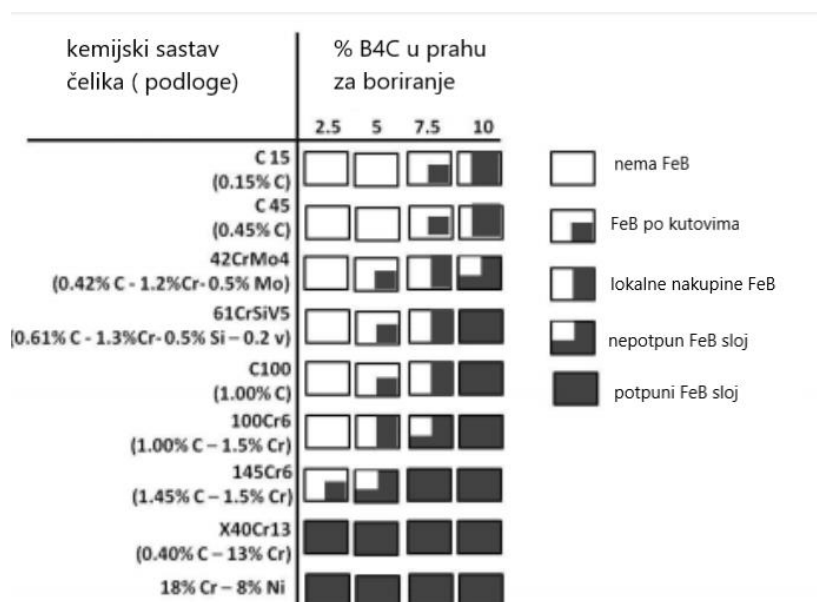 kemijski sastav
čelika ( podloge)
% B4C u prahu
za boriranje
2.5 5 7.5 10
C 15
(0.15% C)
C 45
(0.45% C)
42CrMo4
(0.42% C - 1.2%Cr- 0.5% Mo)
61CrSiV5
(0.61% C - 1.3%Cr- 0.5% Si – 0.2 v)
C100
(1.00% C)
100Cr6
(1.00% C – 1.5% Cr)
145Cr6
(1.45% C – 1.5% Cr)
X40Cr13
(0.40% C – 13% Cr)
18% Cr – 8% Ni
nema FeB
FeB po kutovima
lokalne nakupine FeB
nepotpun FeB sloj
potpuni FeB sloj